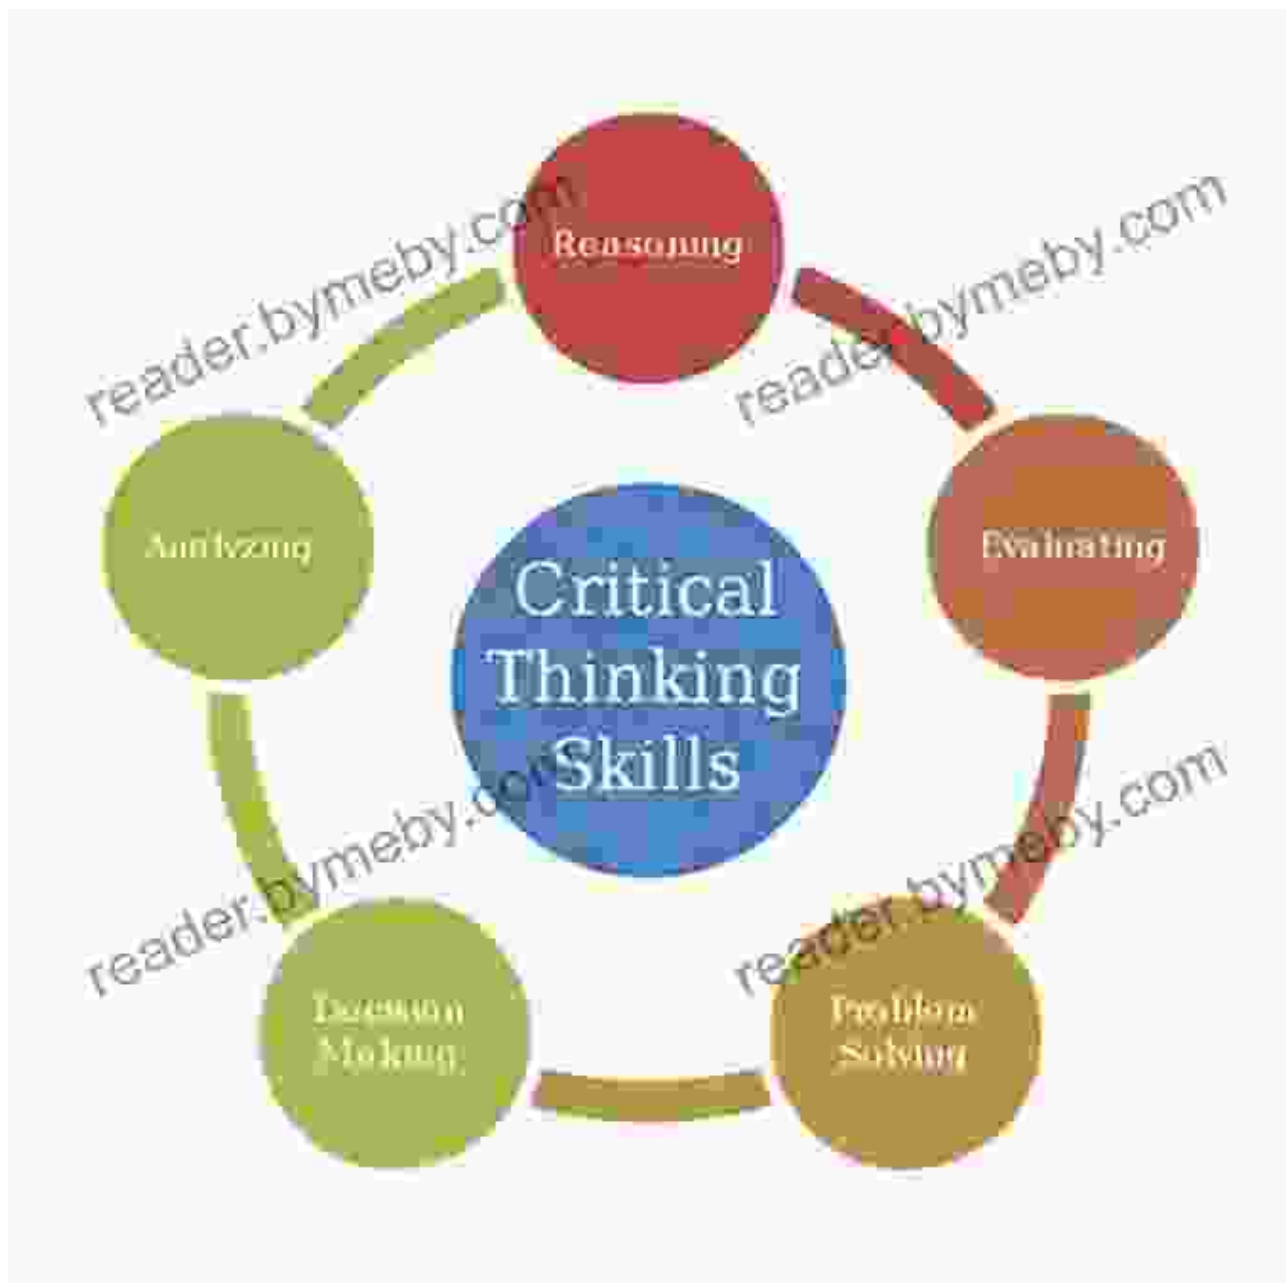 Reasoning
Evaluating
Critical
Thinking
Skills
Analyzing
Decision
Making
Problem
Solving
reader.bymeby.com
reader.bymeby.com
reader.bymeby.com
reader.bymeby.com